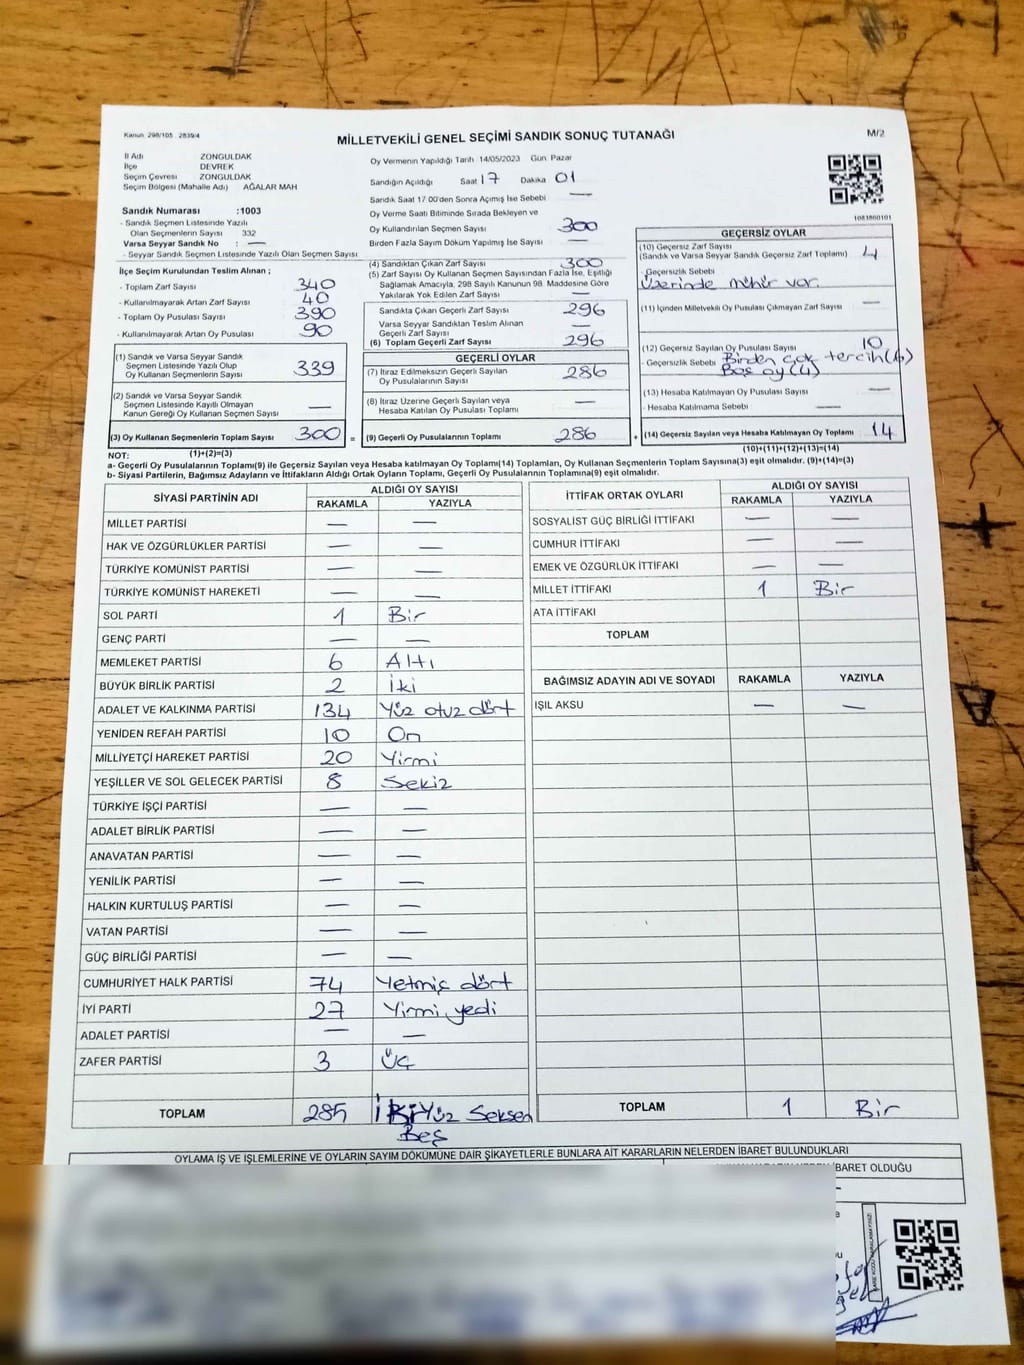 Kanun 298/105 2839/4
MİLLETVEKİLİ GENEL SEÇİMİ SANDIK SONUÇ TUTANAĞI
M/2
İl Adı ZONGULDAK
İlçe DEVREK
Seçim Çevresi ZONGULDAK
Seçim Bölgesi (Mahalle Adı) AĞALAR MAH
Sandık Numarası :1003
- Sandık Seçmen Listesinde Yazılı
Olan Seçmenlerin Sayısı 332
Varsa Seyyar Sandık No : —
- Seyyar Sandık Seçmen Listesinde Yazılı Olan Seçmen Sayısı
Oy Vermenin Yapıldığı Tarih 14/05/2023 Gün Pazar
Sandığın Açıldığı Saat 17 Dakika 01
Sandık Saat 17 00'den Sonra Açımış İse Sebebi —
Oy Verme Saati Bitiminde Sırada Bekleyen ve
Oy Kullandırılan Seçmen Sayısı 300
Birden Fazla Sayım Döküm Yapılmış İse Sayısı —
1083860101
İlçe Seçim Kurulundan Teslim Alınan ;
- Toplam Zarf Sayısı 340
- Kullanılmayarak Artan Zarf Sayısı 40
- Toplam Oy Pusulası Sayısı 390
- Kullanılmayarak Artan Oy Pusulası 90
(1) Sandık ve Varsa Seyyar Sandık
Seçmen Listesinde Yazılı Olup
Oy Kullanan Seçmenlerin Sayısı 339
(2) Sandık ve Varsa Seyyar Sandık
Seçmen Listesinde Kayıtlı Olmayan
Kanun Gereği Oy Kullanan Seçmen Sayısı —
(3) Oy Kullanan Seçmenlerin Toplam Sayısı 300 =
(4) Sandıktan Çıkan Zarf Sayısı 300
(5) Zarf Sayısı Oy Kullanan Seçmen Sayısından Fazla İse, Eşitliği
Sağlamak Amacıyla, 298 Sayılı Kanunun 98. Maddesine Göre
Yakılarak Yok Edilen Zarf Sayısı —
Sandıkta Çıkan Geçerli Zarf Sayısı 296
Varsa Seyyar Sandıktan Teslim Alınan
Geçerli Zarf Sayısı —
(6) Toplam Geçerli Zarf Sayısı 296
GEÇERLİ OYLAR
(7) İtiraz Edilmeksizin Geçerli Sayılan
Oy Pusulalarının Sayısı 286
(8) İtiraz Üzerine Geçerli Sayılan veya
Hesaba Katılan Oy Pusulası Toplamı —
(9) Geçerli Oy Pusulalarının Toplamı 286 +
GEÇERSİZ OYLAR
(10) Geçersiz Zarf Sayısı
(Sandık ve Varsa Seyyar Sandık Geçersiz Zarf Toplamı) 4
- Geçersizlik Sebebi
Üzerinde mühür var.
(11) İçinden Milletvekili Oy Pusulası Çıkmayan Zarf Sayısı —
(12) Geçersiz Sayılan Oy Pusulası Sayısı 10
- Geçersizlik Sebebi Birden çok tercih(6)
Boş oy (4)
(13) Hesaba Katılmayan Oy Sayısı —
- Hesaba Katılmama Sebebi —
(14) Geçersiz Sayılan veya Hesaba Katılmayan Oy Toplamı 14
NOT: (1)+(2)=(3)
(10)+(11)+(12)+(13)=(14)
a- Geçerli Oy Pusulasının Toplamı(9) ile Geçersiz Sayılan veya Hesaba katılmayan Oy Toplamı(14) Toplamları, Oy Kullanan Seçmenlerin Toplam Sayısına(3) eşit olmalıdır. (9)+(14)=(3)
b- Siyasi Partilerin, Bağımsız Adayların ve İttifakların Aldığı Ortak Oyların Toplamı, Geçerli Oy Pusulalarının Toplamına(9) eşit olmalıdır.
SİYASİ PARTİNİN ADI
ALDIĞI OY SAYISI
RAKAMLA YAZIYLA
MİLLET PARTİSİ — —
HAK VE ÖZGÜRLÜKLER PARTİSİ — —
TÜRKİYE KOMÜNİST PARTİSİ — —
TÜRKİYE KOMÜNİST HAREKETİ — —
SOL PARTİ 1 Bir
GENÇ PARTİ — —
MEMLEKET PARTİSİ 6 Altı
BÜYÜK BİRLİK PARTİSİ 2 İki
ADALET VE KALKINMA PARTİSİ 134 Yüz otuz dört
YENİDEN REFAH PARTİSİ 10 On
MİLLİYETÇİ HAREKET PARTİSİ 20 Yirmi
YEŞİLLER VE SOL GELECEK PARTİSİ 8 Sekiz
TÜRKİYE İŞÇİ PARTİSİ — —
ADALET BİRLİK PARTİSİ — —
ANAVATAN PARTİSİ — —
YENİLİK PARTİSİ — —
HALKIN KURTULUŞ PARTİSİ — —
VATAN PARTİSİ — —
GÜÇ BİRLİĞİ PARTİSİ — —
CUMHURİYET HALK PARTİSİ 74 Yetmiş dört
İYİ PARTİ 27 Yirmi yedi
ADALET PARTİSİ — —
ZAFER PARTİSİ 3 Üç
TOPLAM 285 İKİYüz Seksen
Beş
İTTİFAK ORTAK OYLARI
ALDIĞI OY SAYISI
RAKAMLA YAZIYLA
SOSYALİST GÜÇ BİRLİĞİ İTTİFAKI — —
CUMHUR İTTİFAKI — —
EMEK VE ÖZGÜRLÜK İTTİFAKI — —
MİLLET İTTİFAKI 1 Bir
ATA İTTİFAKI
TOPLAM
BAĞIMSIZ ADAYIN ADI VE SOYADI RAKAMLA YAZIYLA
IŞIL AKSU — —
TOPLAM 1 Bir
OYLAMA İŞ VE İŞLEMLERİNE VE OYLARIN SAYIM DÖKÜMÜNE DAİR ŞİKAYETLERLE BUNLARA AİT KARARLARIN NELERDEN İBARET BULUNDUKLARI
İBARET OLDUĞU